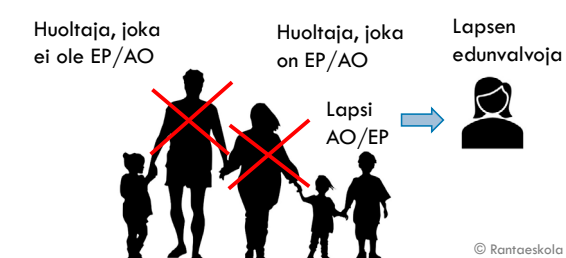 Huoltaja, joka
ei ole EP/AO
Huoltaja, joka
on EP/AO
Lapsen
edunvalvoja
Lapsi
AO/EP
© Rantaeskola